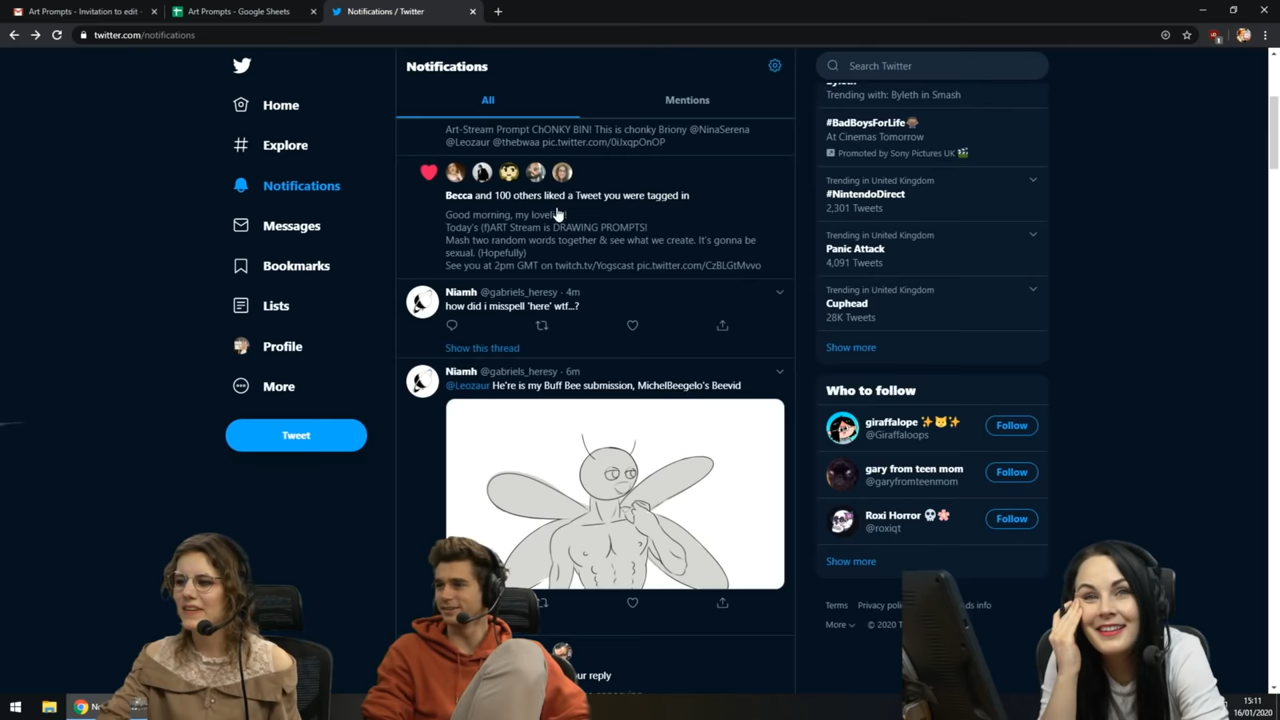 Art Prompts - Invitation to edit -
Art Prompts - Google Sheets
Notifications / Twitter
twitter.com/notifications
Home
Explore
Notifications
Messages
Bookmarks
Lists
Profile
More
Tweet
Notifications
All
Mentions
Art-Stream Prompt ChONKY BIN! This is chonky Briony @NinaSerena
@Leozaur @thebwaa pic.twitter.com/0iJxqpOnOP
Becca and 100 others liked a Tweet you were tagged in
Good morning, my
Today's (f)ART Stream is DRAWING PROMPTS!
Mash two random words together & see what we create. It's gonna be
sexual. (Hopefully)
See you at 2pm GMT on twitch.tv/Yogscast pic.twitter.com/CzBLGtMvvo
Niamh @gabriels_heresy · 4m
how did i misspell 'here' wtf...?
Show this thread
Niamh @gabriels_heresy · 6m
@Leozaur He're is my Buff Bee submission, MichelBeegelo's Beevid
reply
Search Twitter
Trending with: Byleth in Smash
#BadBoysForLife
At Cinemas Tomorrow
Promoted by Sony Pictures UK
Trending in United Kingdom
#NintendoDirect
2,301 Tweets
Trending in United Kingdom
Panic Attack
4,091 Tweets
Trending in United Kingdom
Cuphead
28K Tweets
Show more
Who to follow
giraffalope
@Giraffaloops
Follow
gary from teen mom
@garyfromteenmom
Follow
Roxi Horror
@roxiqt
Follow
Show more
Terms Privacy info
More © 2020
15:11
16/01/2020